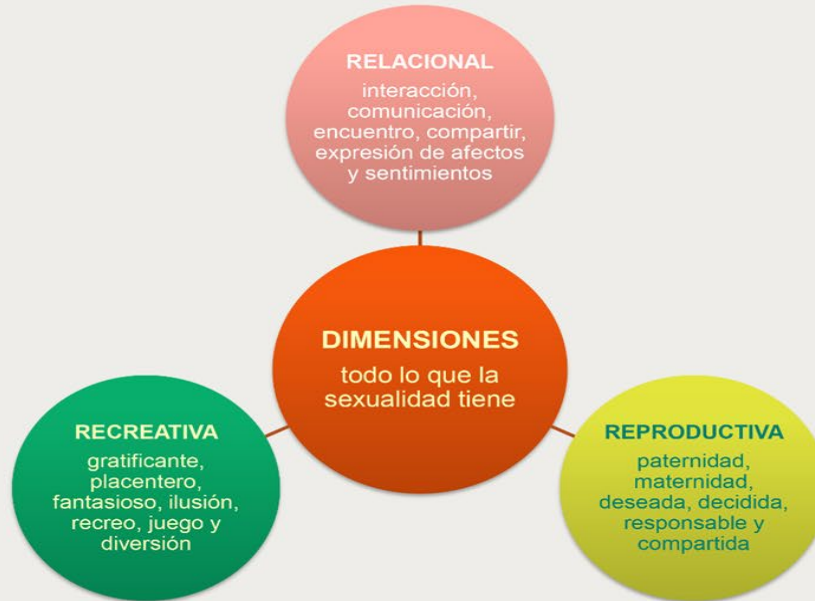 RELACIONAL
interacción,
comunicación,
encuentro, compartir,
expresión de afectos
y sentimientos
DIMENSIONES
todo lo que la
sexualidad tiene
RECREATIVA
gratificante,
placentero,
fantasioso, ilusión,
recreo, juego y
diversión
REPRODUCTIVA
paternidad,
maternidad,
deseada, decidida,
responsable y
compartida